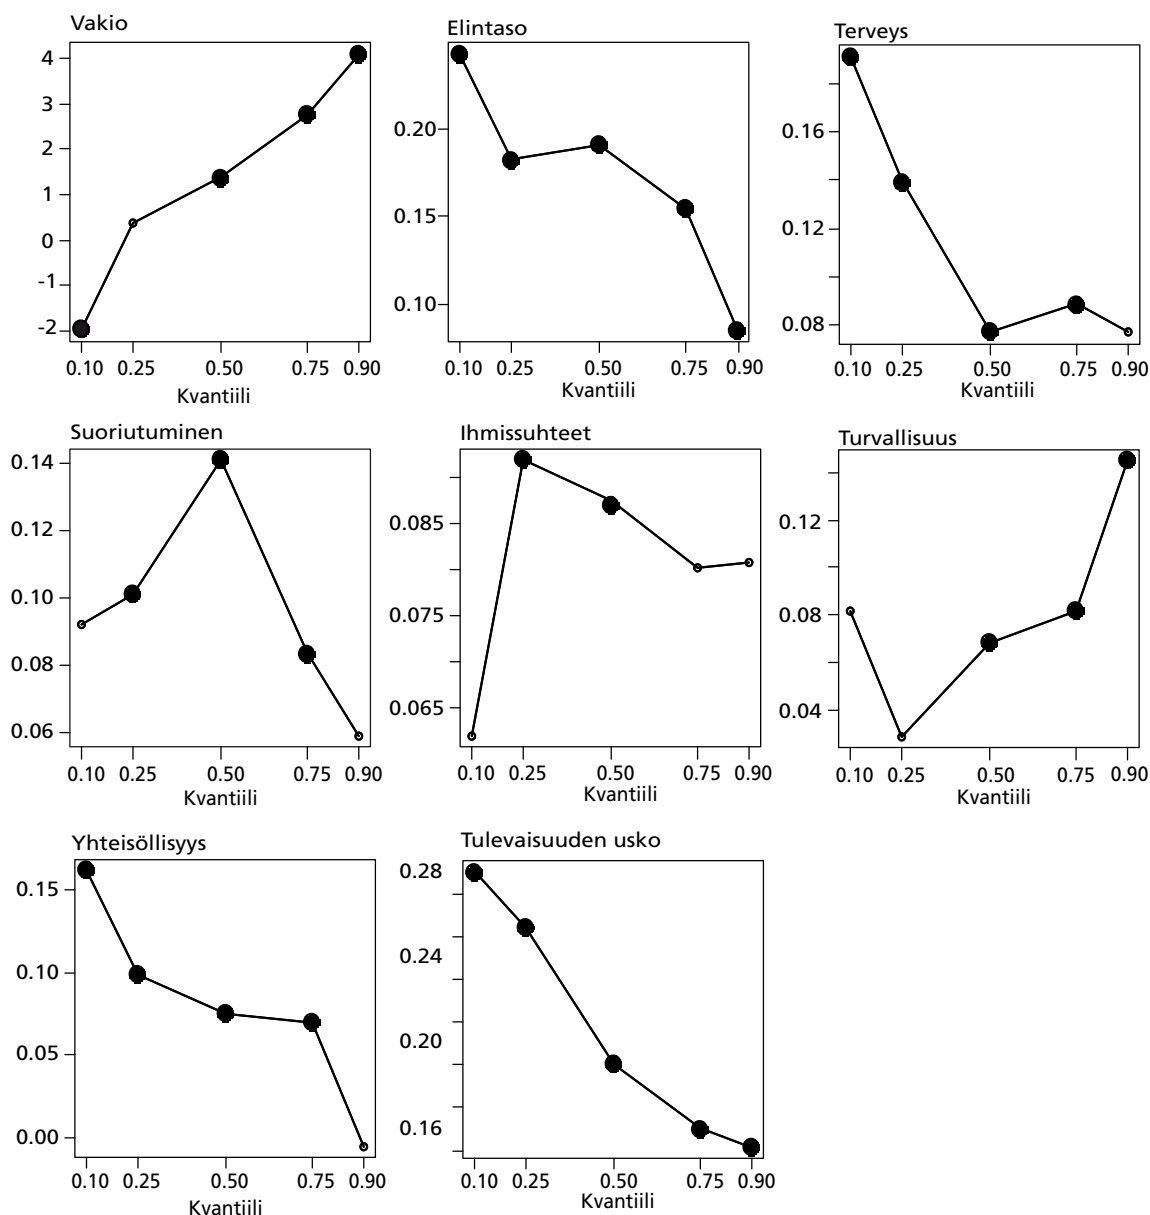 Vakio
4
3
2
1
0
-1
-2
0.10 0.25 0.50 0.75 0.90
Kvantiili
Elintaso
0.20
0.15
0.10
0.10 0.25 0.50 0.75 0.90
Kvantiili
Terveys
0.16
0.12
0.08
0.10 0.25 0.50 0.75 0.90
Kvantiili
Suoriutuminen
0.14
0.12
0.10
0.08
0.06
0.10 0.25 0.50 0.75 0.90
Kvantiili
Ihmissuhteet
0.085
0.075
0.065
0.10 0.25 0.50 0.75 0.90
Kvantiili
Turvallisuus
0.12
0.08
0.04
0.10 0.25 0.50 0.75 0.90
Kvantiili
Yhteisöllisyys
0.15
0.10
0.05
0.00
0.10 0.25 0.50 0.75 0.90
Kvantiili
Tulevaisuuden usko
0.28
0.24
0.20
0.16
0.10 0.25 0.50 0.75 0.90
Kvantiili